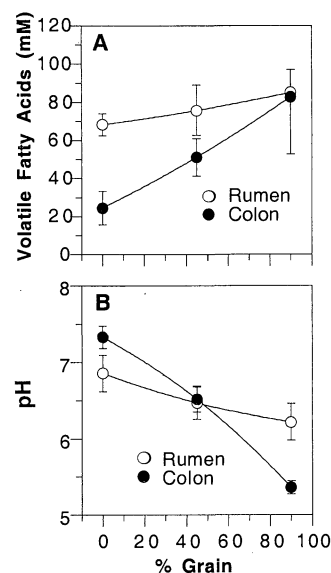 A
Volatile Fatty Acids (mM)
120
100
80
60
40
20
0
Rumen
Colon
B
pH
8
7
6
5
Rumen
Colon
0 20 40 60 80 100
% Grain